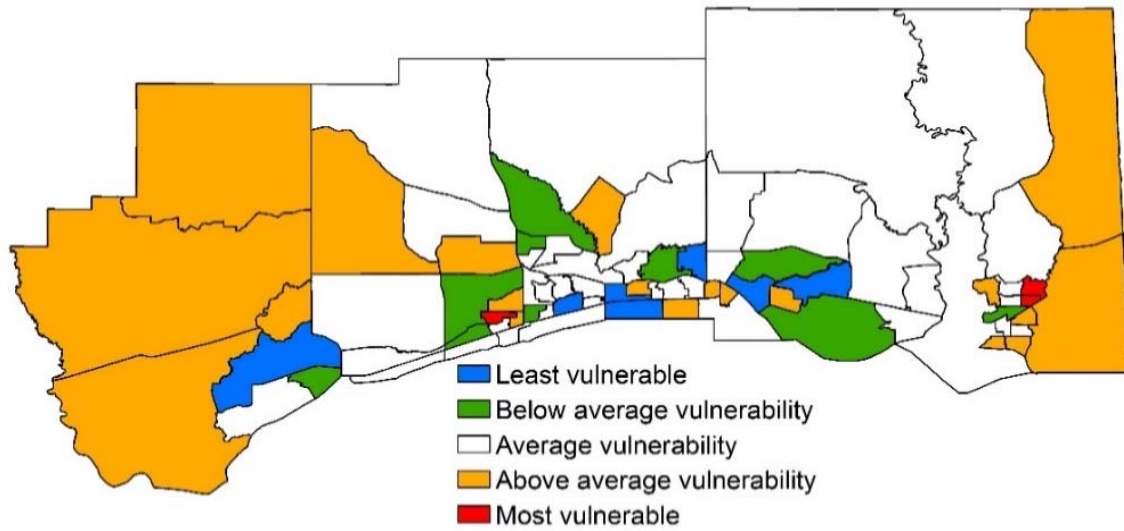 Least vulnerable
Below average vulnerability
Average vulnerability
Above average vulnerability
Most vulnerable